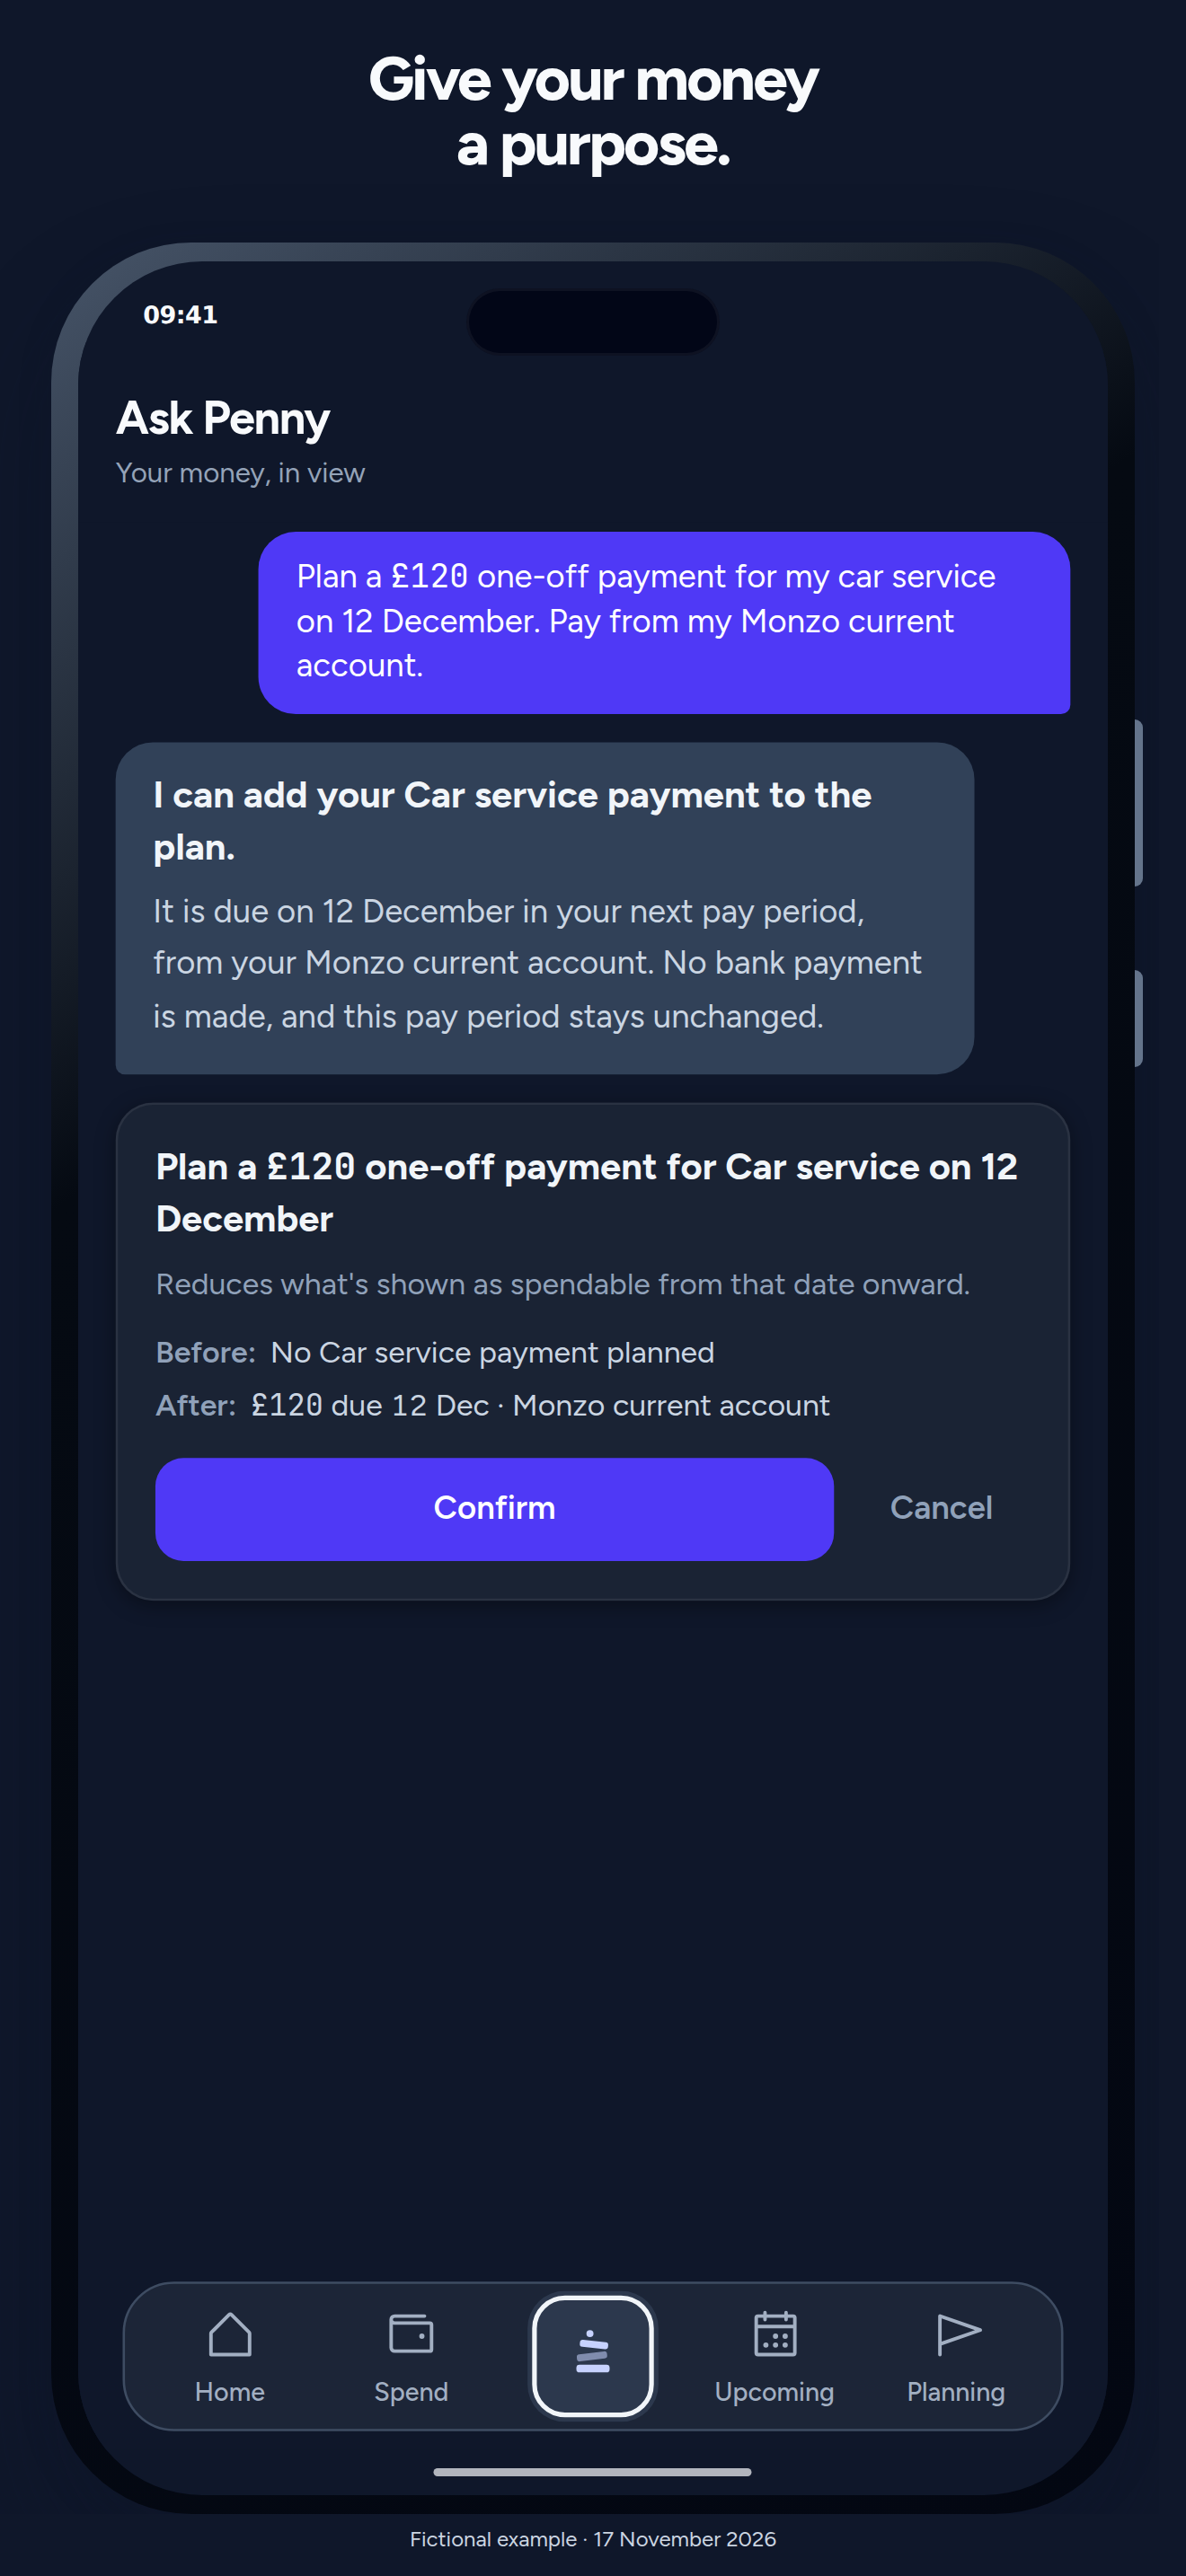 Give your money
a purpose.
09:41
Ask Penny
Your money, in view
Plan a £120 one-off payment for my car service
on 12 December. Pay from my Monzo current
account.
I can add your Car service payment to the
plan.
It is due on 12 December in your next pay period,
from your Monzo current account. No bank payment
is made, and this pay period stays unchanged.
Plan a £120 one-off payment for Car service on 12
December
Reduces what's shown as spendable from that date onward.
Before: No Car service payment planned
After: £120 due 12 Dec · Monzo current account
Confirm Cancel
Home Spend Upcoming Planning
Fictional example · 17 November 2026